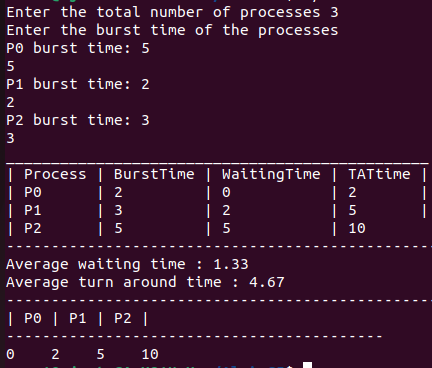 Enter the total number of processes 3
Enter the burst time of the processes
P0 burst time: 5
5
P1 burst time: 2
2
P2 burst time: 3
3
| Process | BurstTime | WaitingTime | TATtime |
| P0 | 2 | 0 | 2 |
| P1 | 3 | 2 | 5 |
| P2 | 5 | 5 | 10
Average waiting time : 1.33
Average turn around time : 4.67
| P0 | P1 | P2 |
0 2 5 10